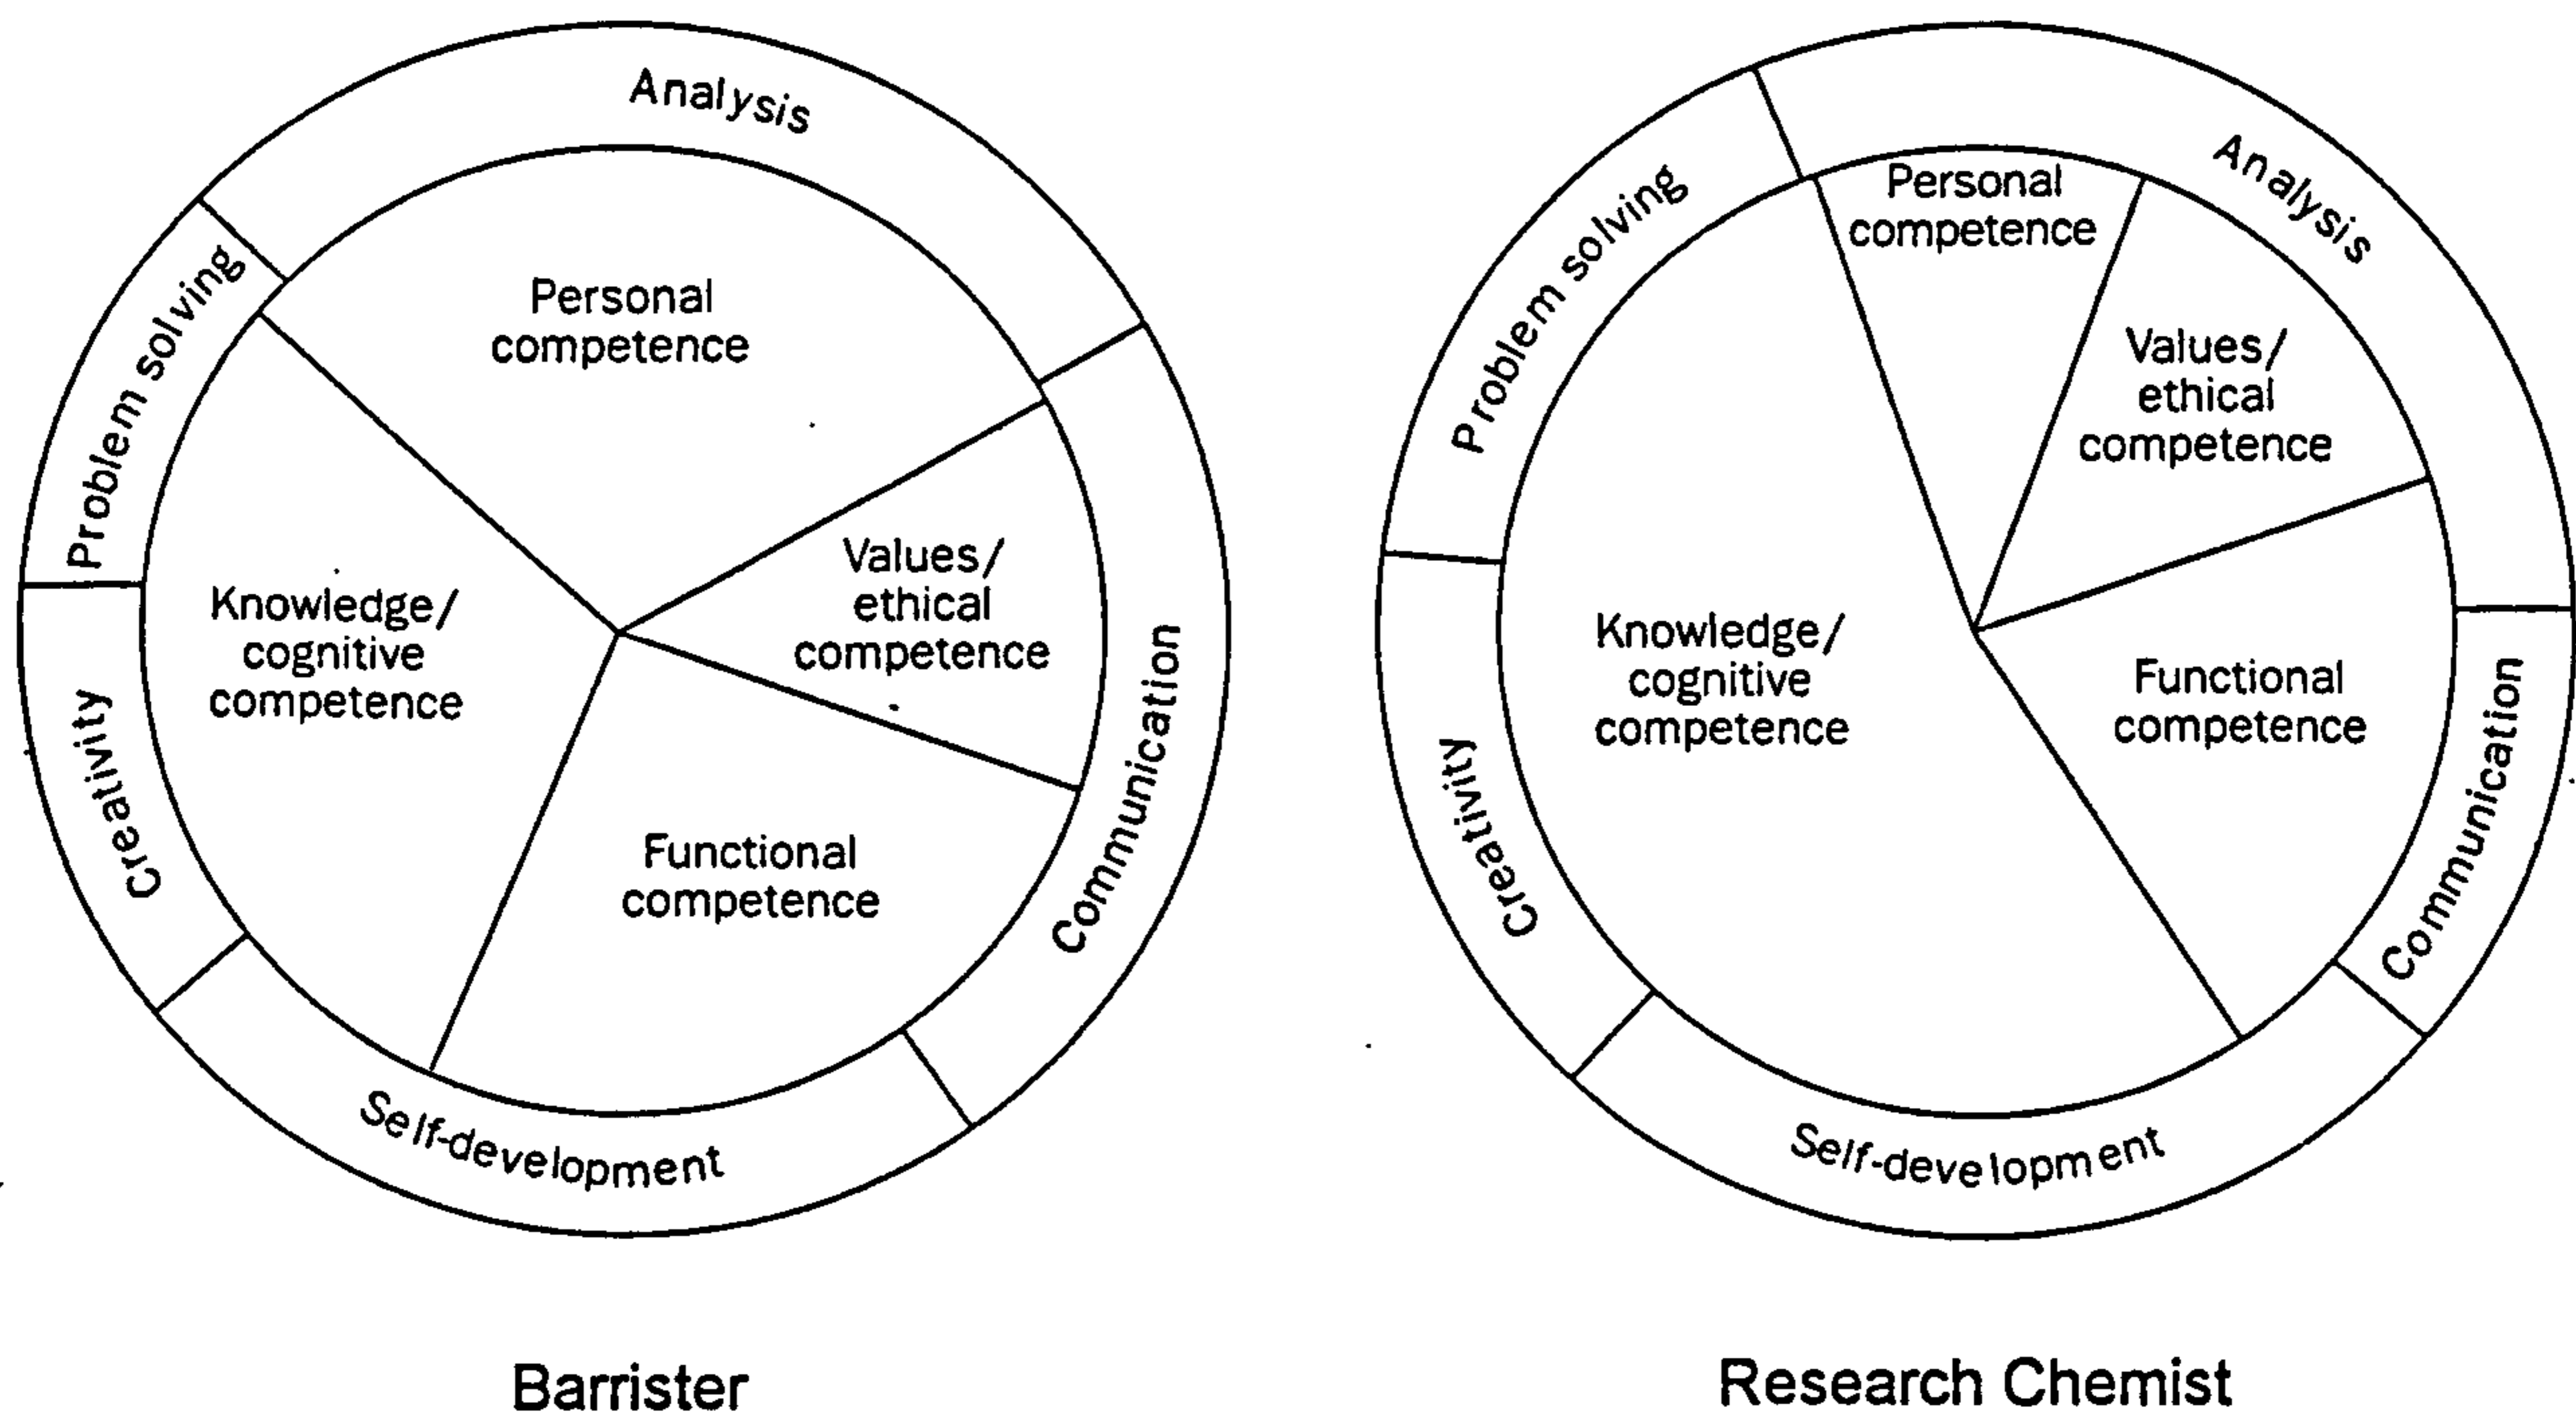 Analysis
Problem solving
Personal
competence
Values/
ethical
competence
Knowledge/
cognitive
competence
Functional
competence
Creativity
Communication
Self-development
Barrister
Analysis
Problem solving
Personal
competence
Values/
ethical
competence
Knowledge/
cognitive
competence
Functional
competence
Creativity
Communication
Self-development
Research Chemist